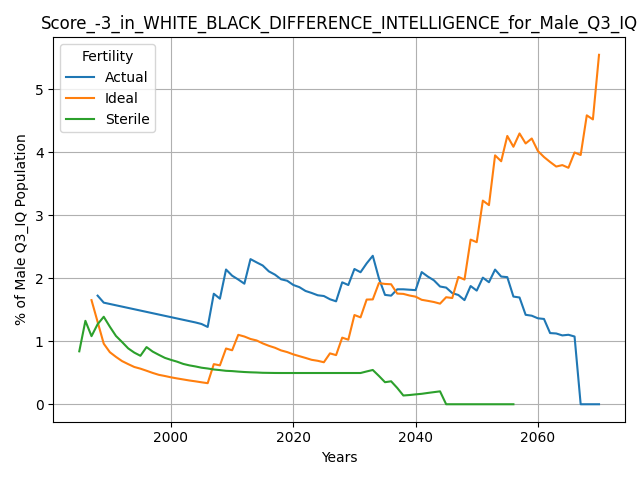 Score_-3_in_WHITE_BLACK_DIFFERENCE_INTELLIGENCE_for_Male_Q3_IQ
Fertility
Actual
Ideal
Sterile
% of Male Q3_IQ Population
5
4
3
2
1
0
2000
2020
2040
2060
Years